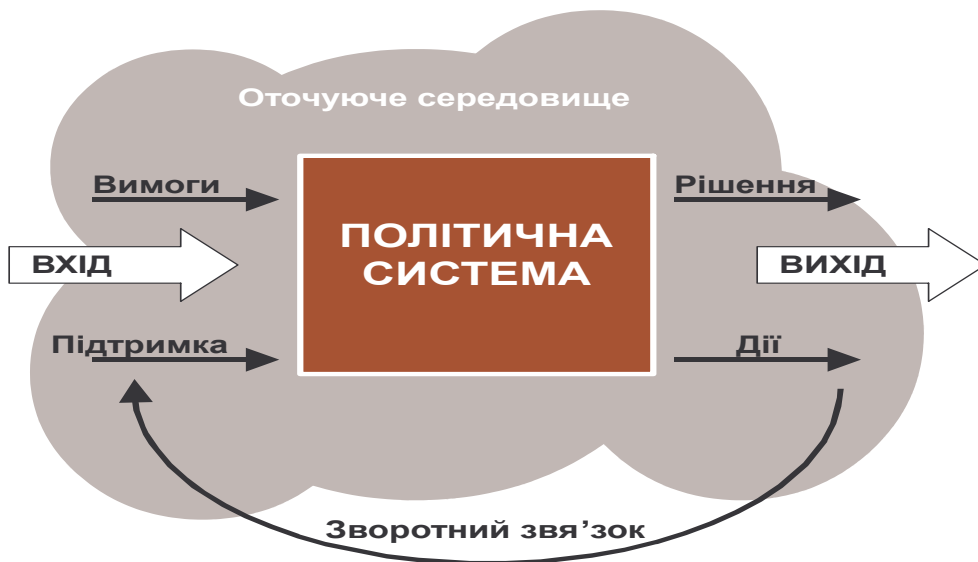 Оточуюче середовище
Вимоги
Рішення
ПОЛІТИЧНА
СИСТЕМА
ВХІД
ВИХІД
Підтримка
Дії
Зворотний звя’зок